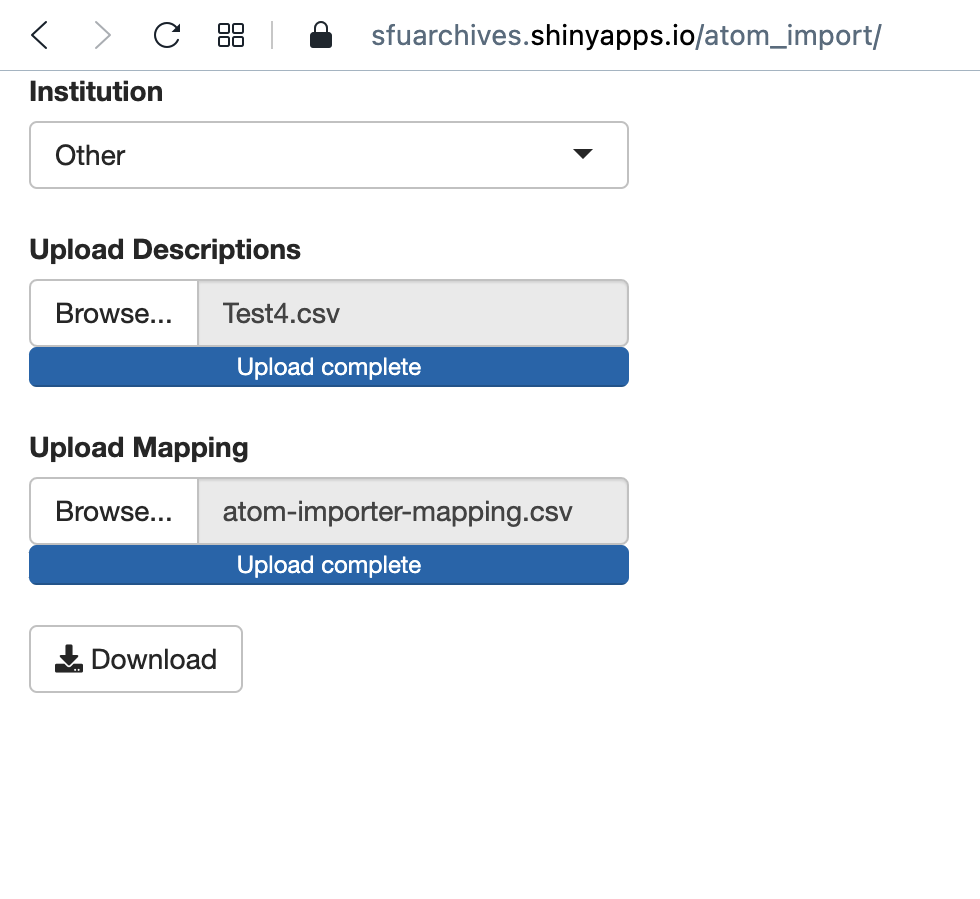 sfuarchives.shinyapps.io/atom_import/
Institution
Other
Upload Descriptions
Browse... Test4.csv
Upload complete
Upload Mapping
Browse... atom-importer-mapping.csv
Upload complete
Download